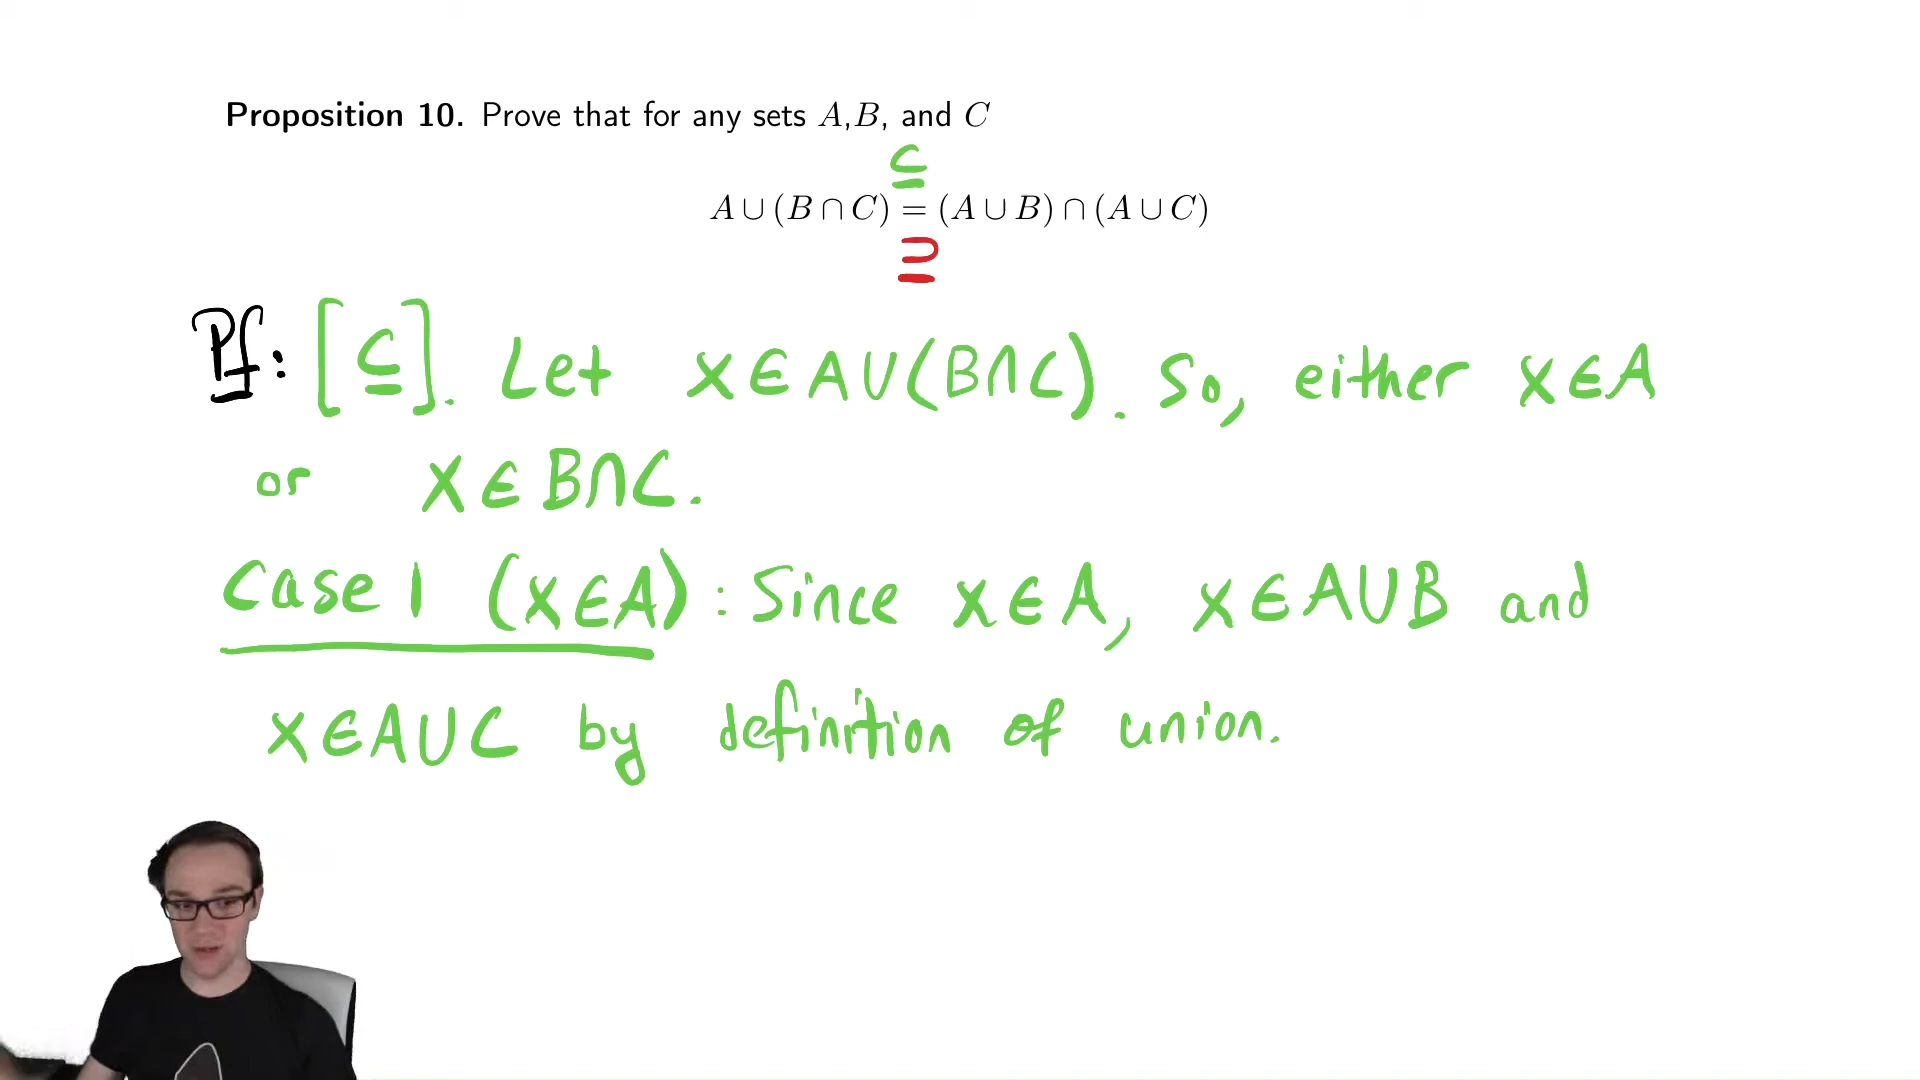 Proposition 10. Prove that for any sets A,B, and C
⊆
A ∪ (B ∩ C) = (A ∪ B) ∩ (A ∪ C)
⊇
Pf: [⊆]. Let x∈A∪(B∩C). So, either x∈A
or x∈B∩C.
Case 1 (x∈A): Since x∈A, x∈A∪B and
x∈A∪C by definition of union.